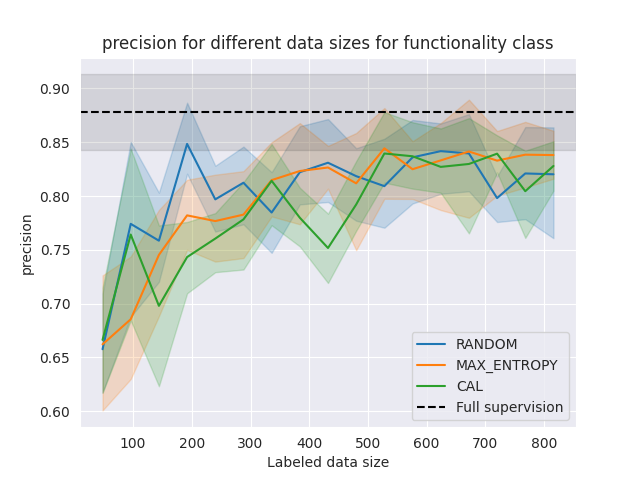 precision for different data sizes for functionality class
precision
0.90
0.85
0.80
0.75
0.70
0.65
0.60
RANDOM
MAX_ENTROPY
CAL
Full supervision
100 200 300 400 500 600 700 800
Labeled data size